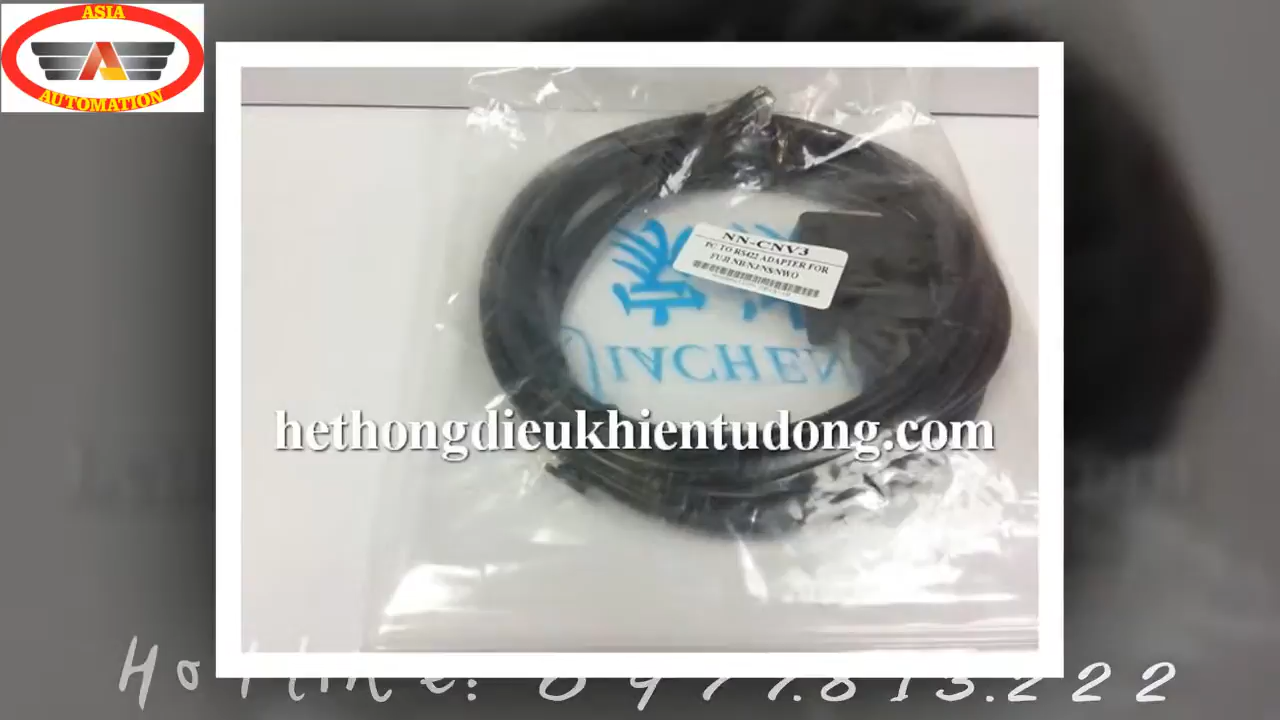 ASIA
AUTOMATION
NN-CNV3
PC TO RS422 ADAPTER FOR
FUJI NB/NJ/NS/NWO
JIACHEN
hethongdieukhientudong.com
Hotline: 0977.813.222